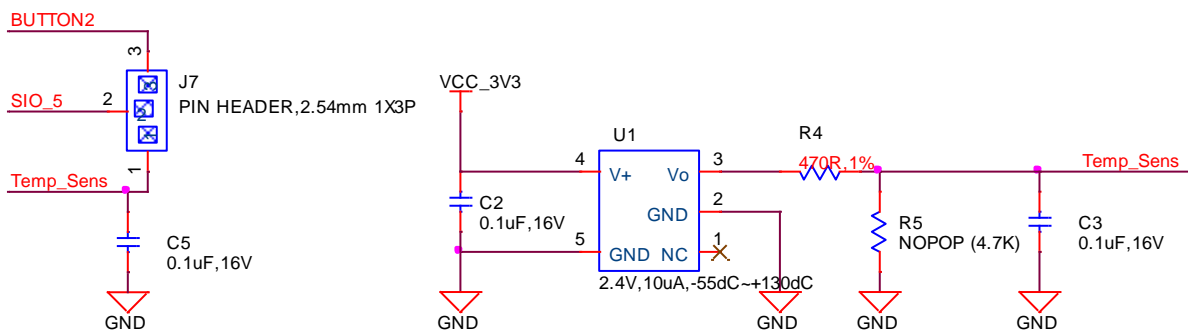 BUTTON2
3
J7
SIO_5
2
PIN HEADER,2.54mm 1X3P
1
Temp_Sens
C5
0.1uF,16V
GND
VCC_3V3
U1
R4
470R,1%
Temp_Sens
4
V+
Vo
3
C2
0.1uF,16V
GND
2
R5
NOPOP (4.7K)
C3
0.1uF,16V
5
GND
NC
1
2.4V,10uA,-55dC~+130dC
GND
GND
GND
GND